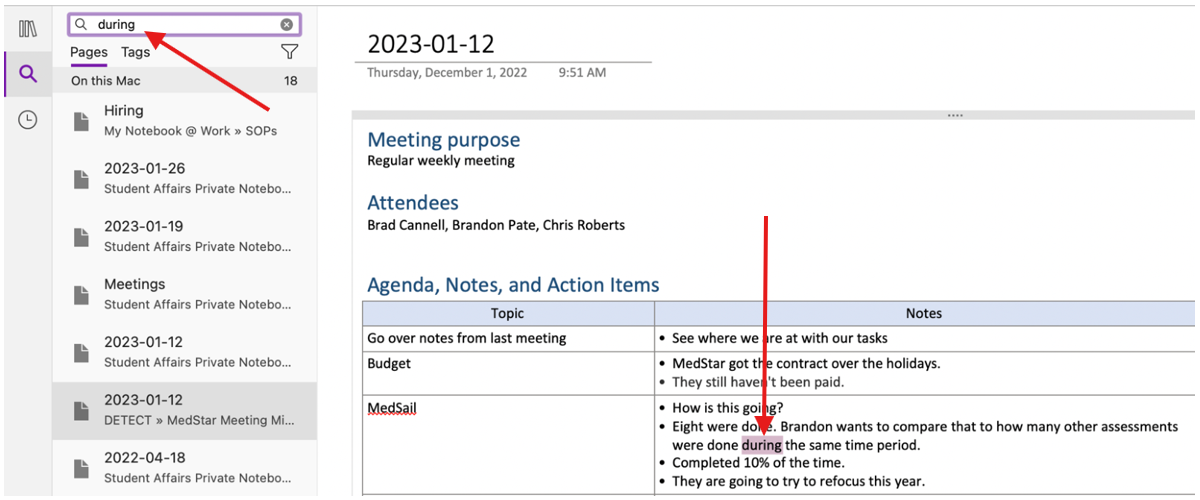 during
Pages Tags
On this Mac 18
Hiring
My Notebook @ Work » SOPs
2023-01-26
Student Affairs Private Notebo...
2023-01-19
Student Affairs Private Notebo...
Meetings
Student Affairs Private Notebo...
2023-01-12
Student Affairs Private Notebo...
2023-01-12
DETECT » MedStar Meeting Mi...
2022-04-18
Student Affairs Private Notebo...
2023-01-12
Thursday, December 1, 2022 9:51 AM
Meeting purpose
Regular weekly meeting
Attendees
Brad Cannell, Brandon Pate, Chris Roberts
Agenda, Notes, and Action Items
Topic Notes
Go over notes from last meeting • See where we are at with our tasks
Budget • MedStar got the contract over the holidays.
• They still haven't been paid.
MedSail • How is this going?
• Eight were done. Brandon wants to compare that to how many other assessments
were done during the same time period.
• Completed 10% of the time.
• They are going to try to refocus this year.